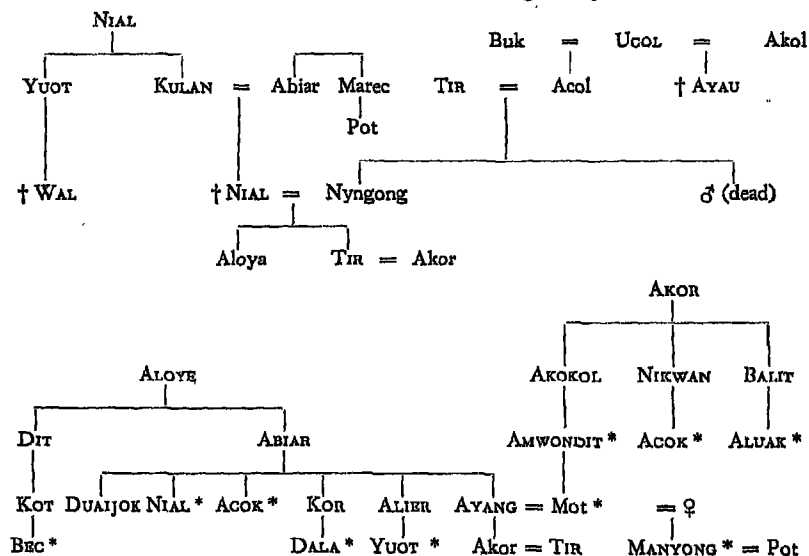 NIAL
Buk = UCOL = Akol
YUOT KULAN = Abiar Marec TIR = Acol † AYAU
Pot
† WAL † NIAL = Nyngong ♂ (dead)
Aloya TIR = Akor
AKOR
ALOYE AKOKOL NIKWAN BALIT
DIT ABIAR AMWONDIT * ACOK * ALUAK *
KOT DUAIJOK NIAL * ACOK * KOR ALIER AYANG = MOT * = ♀
BEC * DALA * YUOT * Akor = TIR MANYONG * = Pot